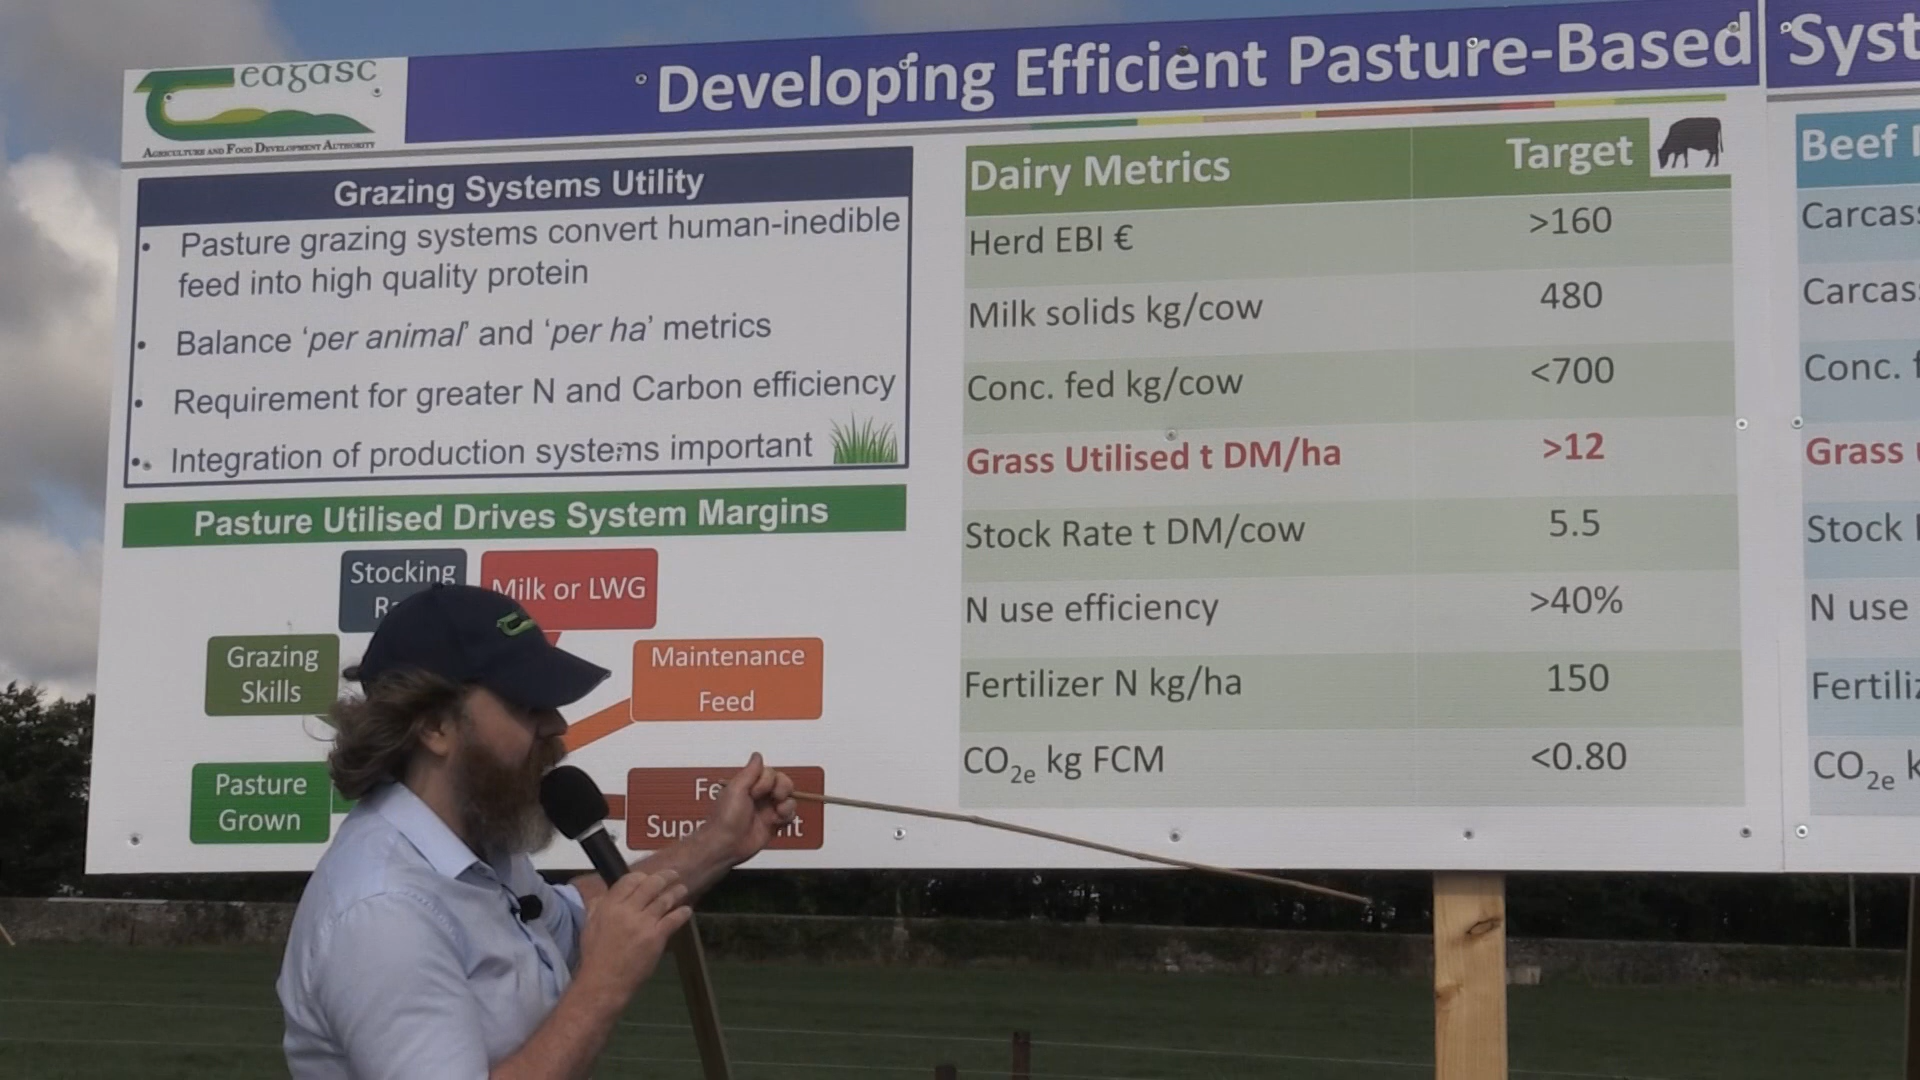 Teagasc
AGRICULTURE AND FOOD DEVELOPMENT AUTHORITY
Developing Efficient Pasture-Based Syst
Grazing Systems Utility
• Pasture grazing systems convert human-inedible
feed into high quality protein
• Balance ‘per animal’ and ‘per ha’ metrics
• Requirement for greater N and Carbon efficiency
• Integration of production systems important
Pasture Utilised Drives System Margins
Stocking
Milk or LWG
Grazing
Skills
Maintenance
Feed
Pasture
Grown
Dairy Metrics Target
Herd EBI € >160
Milk solids kg/cow 480
Conc. fed kg/cow <700
Grass Utilised t DM/ha >12
Stock Rate t DM/cow 5.5
N use efficiency >40%
Fertilizer N kg/ha 150
CO2e kg FCM <0.80
Beef
Carcas
Carcas
Conc.
Grass
Stock
N use
Fertiliz
CO2e k